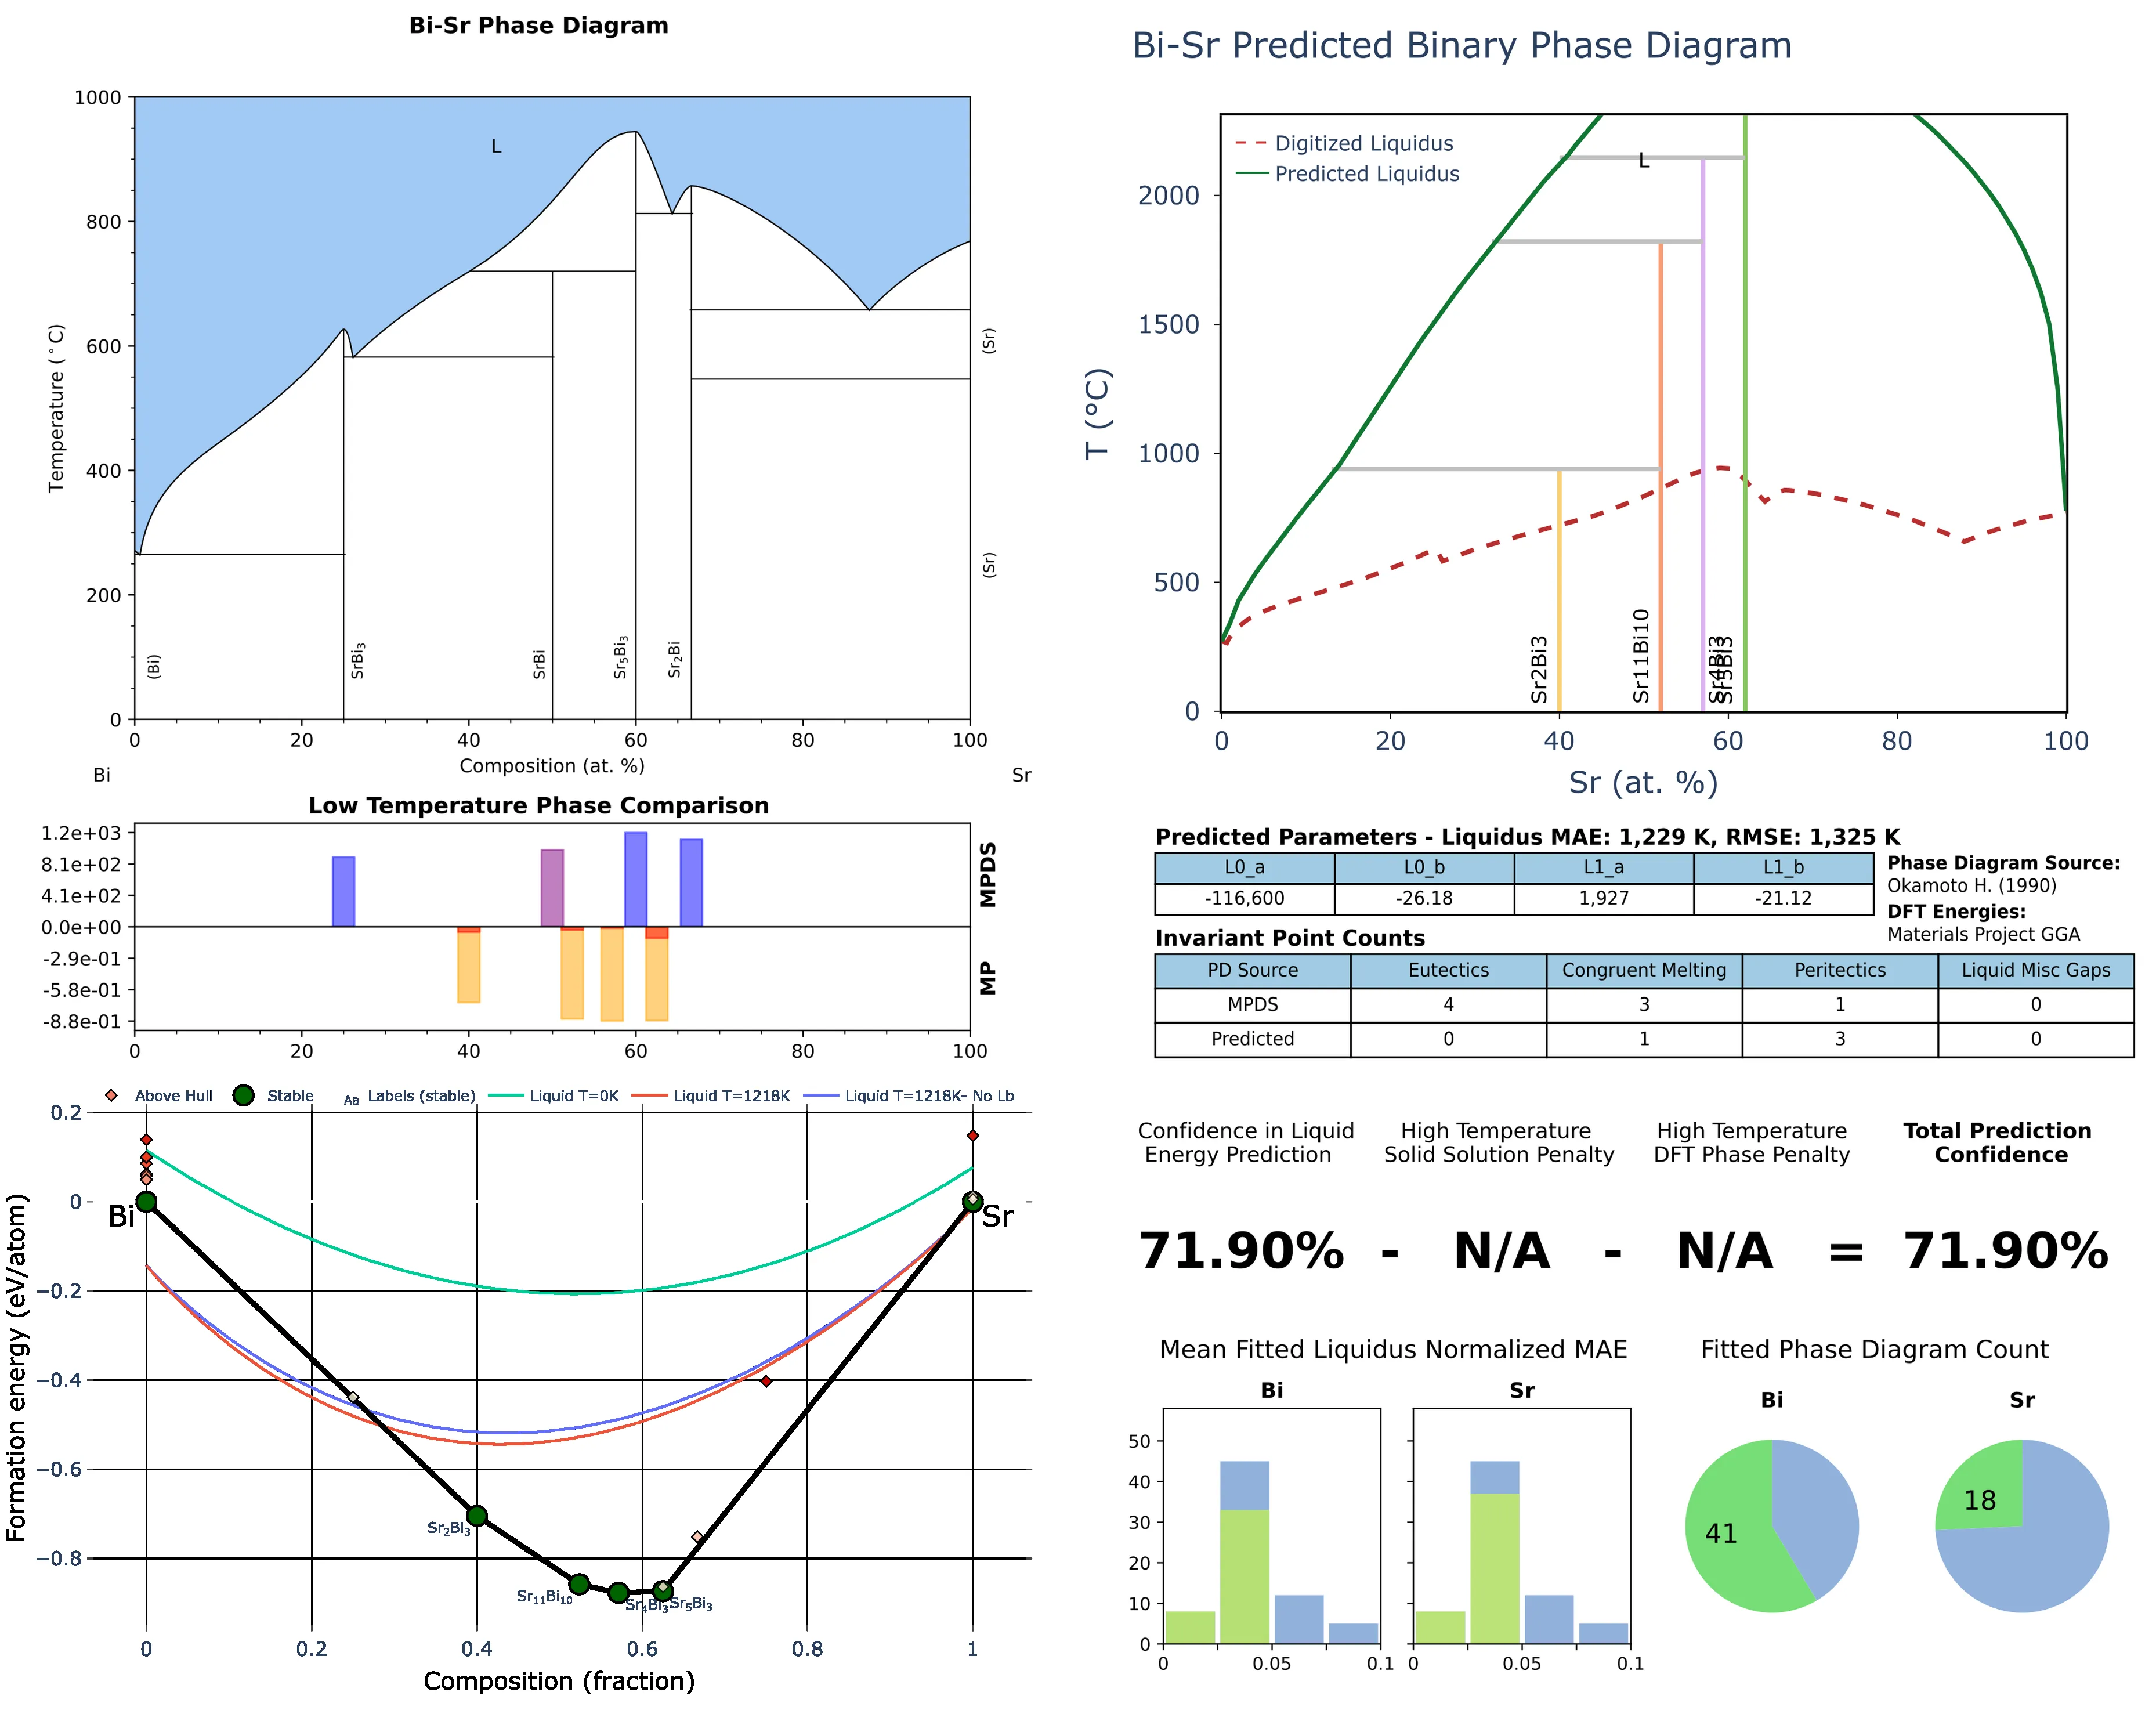 Bi-Sr Phase Diagram
1000
800
600
400
200
0
Temperature (°C)
L
(Bi)
SrBi3
SrBi
Sr5Bi3
Sr2Bi
(Sr)
(Sr)
0 20 40 60 80 100
Composition (at. %)
Bi Sr
Low Temperature Phase Comparison
1.2e+03
8.1e+02
4.1e+02
0.0e+00
-2.9e-01
-5.8e-01
-8.8e-01
MPDS
MP
0 20 40 60 80 100
Above Hull Stable Aa Labels (stable) Liquid T=0K Liquid T=1218K Liquid T=1218K- No Lb
0.2
0
−0.2
−0.4
−0.6
−0.8
Formation energy (eV/atom)
Bi
Sr
Sr2Bi3
Sr11Bi10
Sr4Bi3
Sr5Bi3
0 0.2 0.4 0.6 0.8 1
Composition (fraction)
Bi-Sr Predicted Binary Phase Diagram
Digitized Liquidus
Predicted Liquidus
L
2000
1500
1000
500
0
T (°C)
Sr2Bi3
Sr11Bi10
Sr4Bi3
Sr5Bi3
0 20 40 60 80 100
Sr (at. %)
Predicted Parameters - Liquidus MAE: 1,229 K, RMSE: 1,325 K
L0_a L0_b L1_a L1_b
-116,600 -26.18 1,927 -21.12
Phase Diagram Source:
Okamoto H. (1990)
DFT Energies:
Materials Project GGA
Invariant Point Counts
PD Source Eutectics Congruent Melting Peritectics Liquid Misc Gaps
MPDS 4 3 1 0
Predicted 0 1 3 0
Confidence in Liquid
Energy Prediction
High Temperature
Solid Solution Penalty
High Temperature
DFT Phase Penalty
Total Prediction
Confidence
71.90% - N/A - N/A = 71.90%
Mean Fitted Liquidus Normalized MAE
Bi Sr
50
40
30
20
10
0
0 0.05 0.1
0 0.05 0.1
Fitted Phase Diagram Count
Bi Sr
41
18